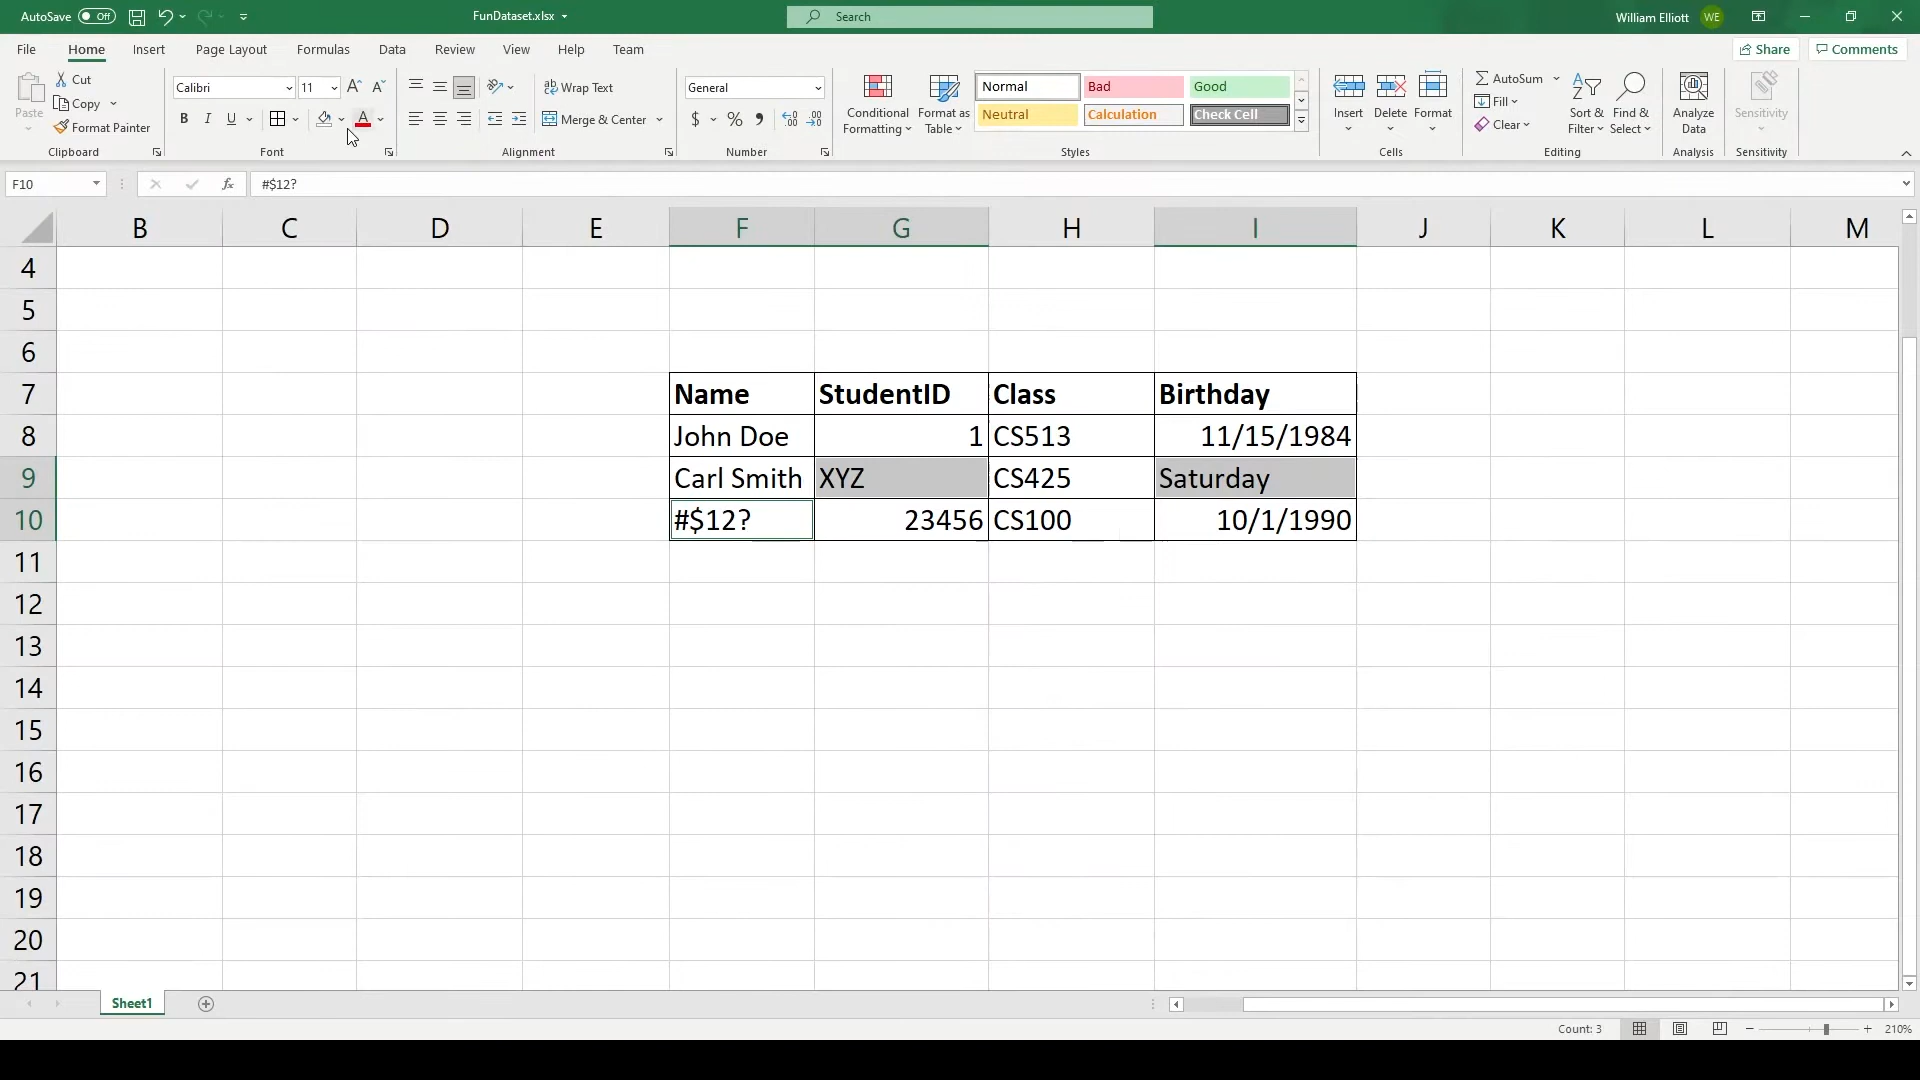 AutoSave Off FunDataset.xlsx Search William Elliott WE
File Home Insert Page Layout Formulas Data Review View Help Team Share Comments
Paste Cut Copy Format Painter Clipboard
Calibri 11 B I U A Font
ab Wrap Text Merge & Center Alignment
General $ % Number
Conditional Formatting Format as Table Normal Bad Good Neutral Calculation Check Cell Styles
Insert Delete Format Cells
AutoSum Fill Clear Sort & Filter Find & Select Editing
Analyze Data Analysis
Sensitivity Sensitivity
F10 fx #$12?
B C D E F G H I J K L M
4
5
6
7 Name StudentID Class Birthday
8 John Doe 1 CS513 11/15/1984
9 Carl Smith XYZ CS425 Saturday
10 #$12? 23456 CS100 10/1/1990
11
12
13
14
15
16
17
18
19
20
21
Sheet1
Count: 3 210%